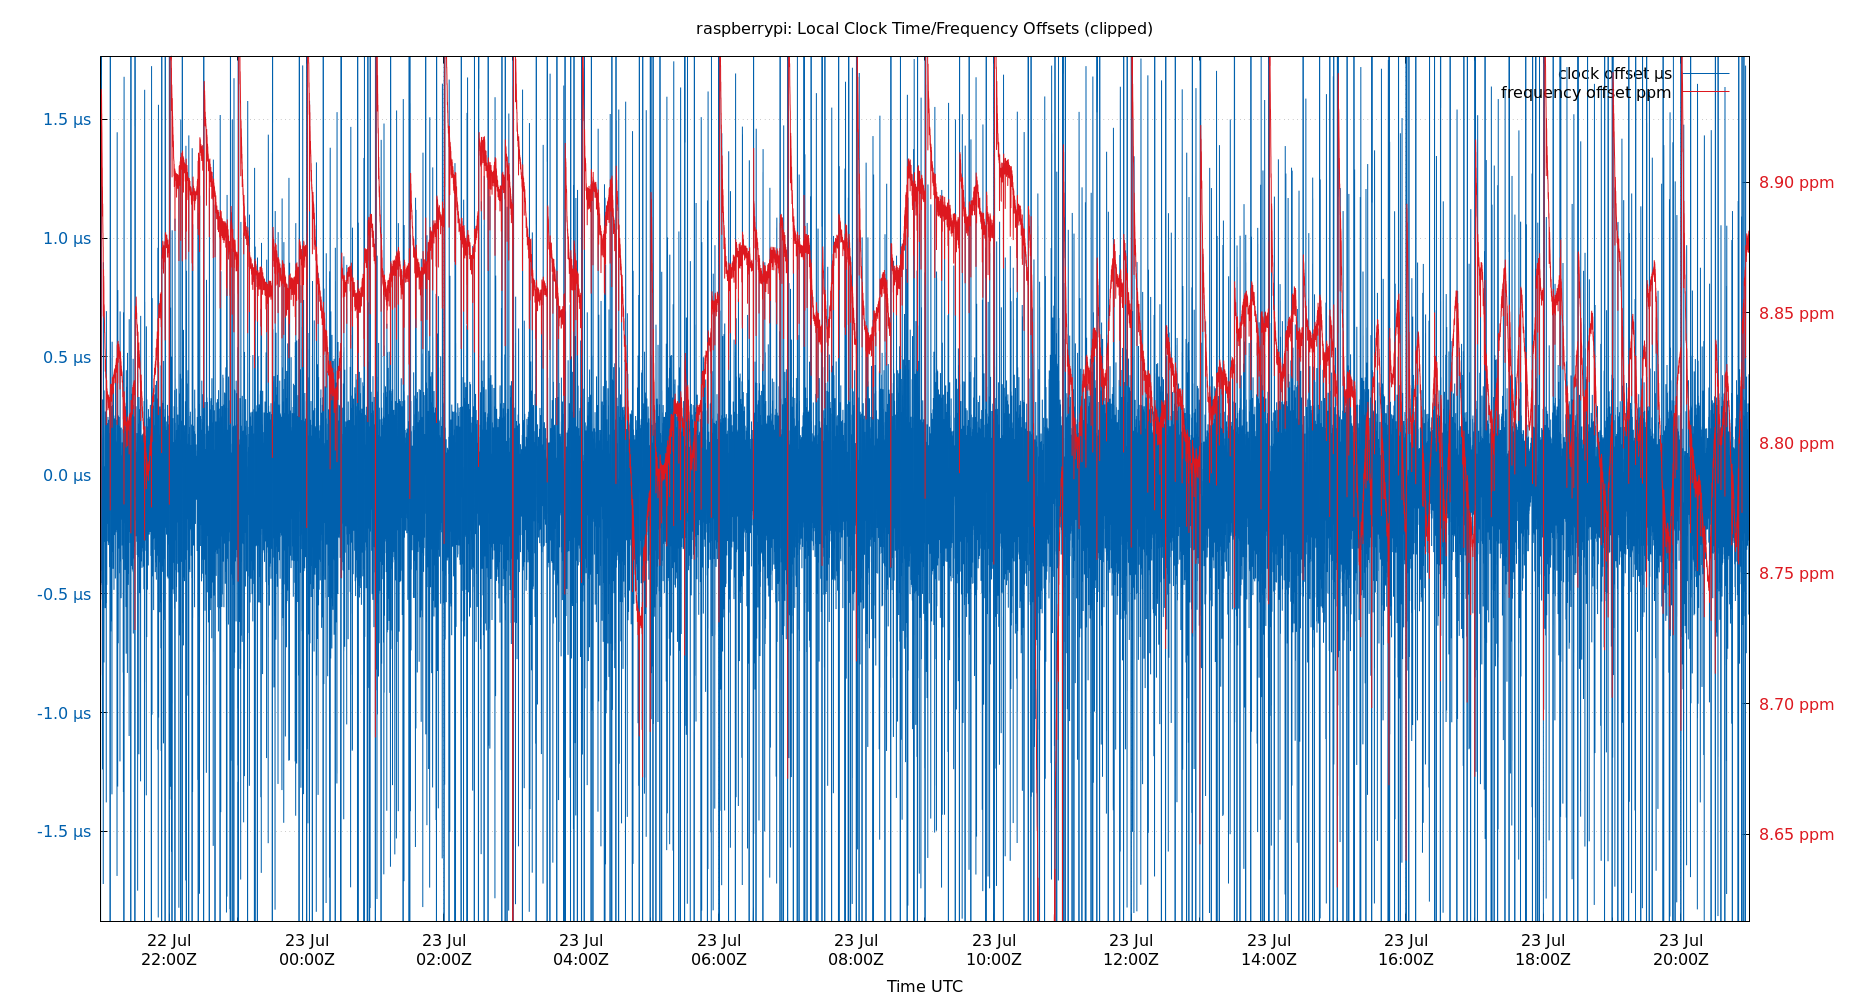 raspberrypi: Local Clock Time/Frequency Offsets (clipped)
clock offset µs
frequency offset ppm
1.5 µs
1.0 µs
0.5 µs
0.0 µs
-0.5 µs
-1.0 µs
-1.5 µs
8.90 ppm
8.85 ppm
8.80 ppm
8.75 ppm
8.70 ppm
8.65 ppm
22 Jul 23 Jul 23 Jul 23 Jul 23 Jul 23 Jul 23 Jul 23 Jul 23 Jul 23 Jul 23 Jul 23 Jul
22:00Z 00:00Z 02:00Z 04:00Z 06:00Z 08:00Z 10:00Z 12:00Z 14:00Z 16:00Z 18:00Z 20:00Z
Time UTC